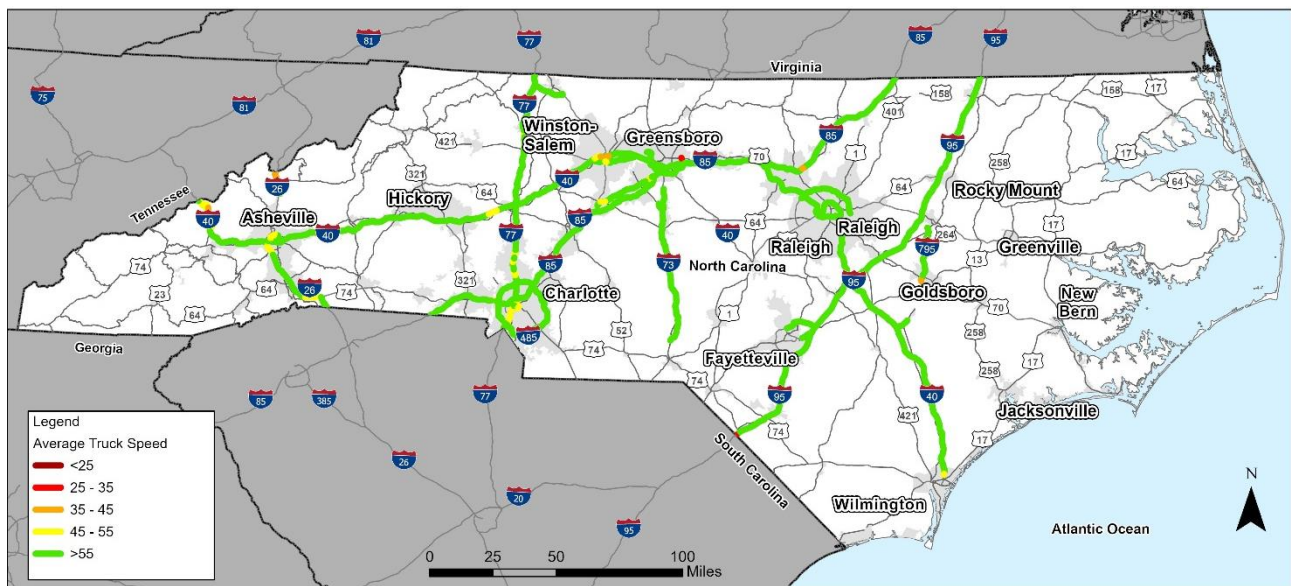 81
77
85
95
Virginia
75
81
77
401
158
158
17
Winston-
Salem
Greensboro
421
85
70
85
1
95
258
17
321
64
40
26
Hickory
64
Rocky Mount
64
Tennessee
40
Asheville
40
85
77
64
40
Raleigh
Raleigh
17
264
795
Greenville
13
74
321
85
73
North Carolina
26
74
64
23
64
Charlotte
95
Goldsboro
New
Bern
70
1
52
485
74
Fayetteville
258
17
Georgia
74
258
85
385
77
95
40
Jacksonville
421
74
17
South Carolina
26
20
95
Wilmington
Atlantic Ocean
N
Legend
Average Truck Speed
<25
25 - 35
35 - 45
45 - 55
>55
0 25 50 100
Miles